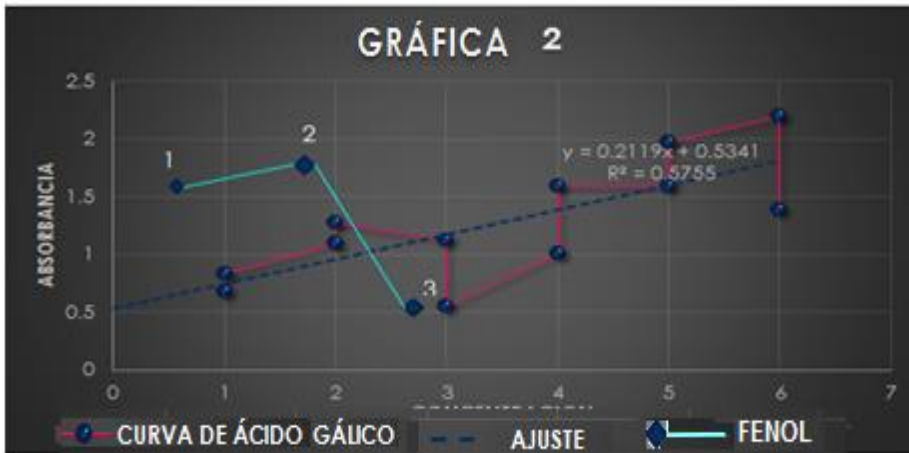 GRÁFICA 2
2.5
2
1.5
1
0.5
0
ABSORBANCIA
1
2
3
y = 0.2119x + 0.5341
R² = 0.5755
0 1 2 3 4 5 6 7
CURVA DE ÁCIDO GÁLICO
AJUSTE
FENOL